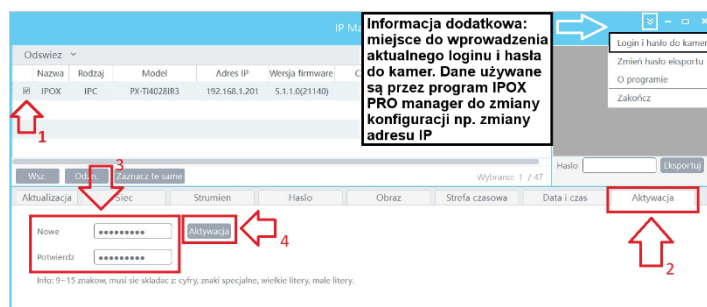 IP Ma
Informacja dodatkowa:
miejsce do wprowadzenia
aktualnego loginu i hasła
do kamer. Dane używane
są przez program IPOX
PRO manager do zmiany
konfiguracji np. zmiany
adresu IP
Login i hasło do kamer
Zmień hasło eksportu
O programie
Zakończ
Odswiez
Nazwa Rodzaj Model Adres IP Wersja firmware C
IPOX IPC PX-TI4028IR3 192.168.1.201 5.1.1.0(21140)
1
3
Wsz. Odzn. Zaznacz te same Wybrano: 1 / 47
Hasło Eksportuj
Aktualizacja Siec Strumien Hasło Obraz Strefa czasowa Data i czas Aktywacja
Nowe ●●●●●●●●● Aktywacja
4
2
Potwierdz ●●●●●●●●●
Info: 9~15 znakow, musi sie skladac z: cyfry, znaki specjalne, wielkie litery, male litery.